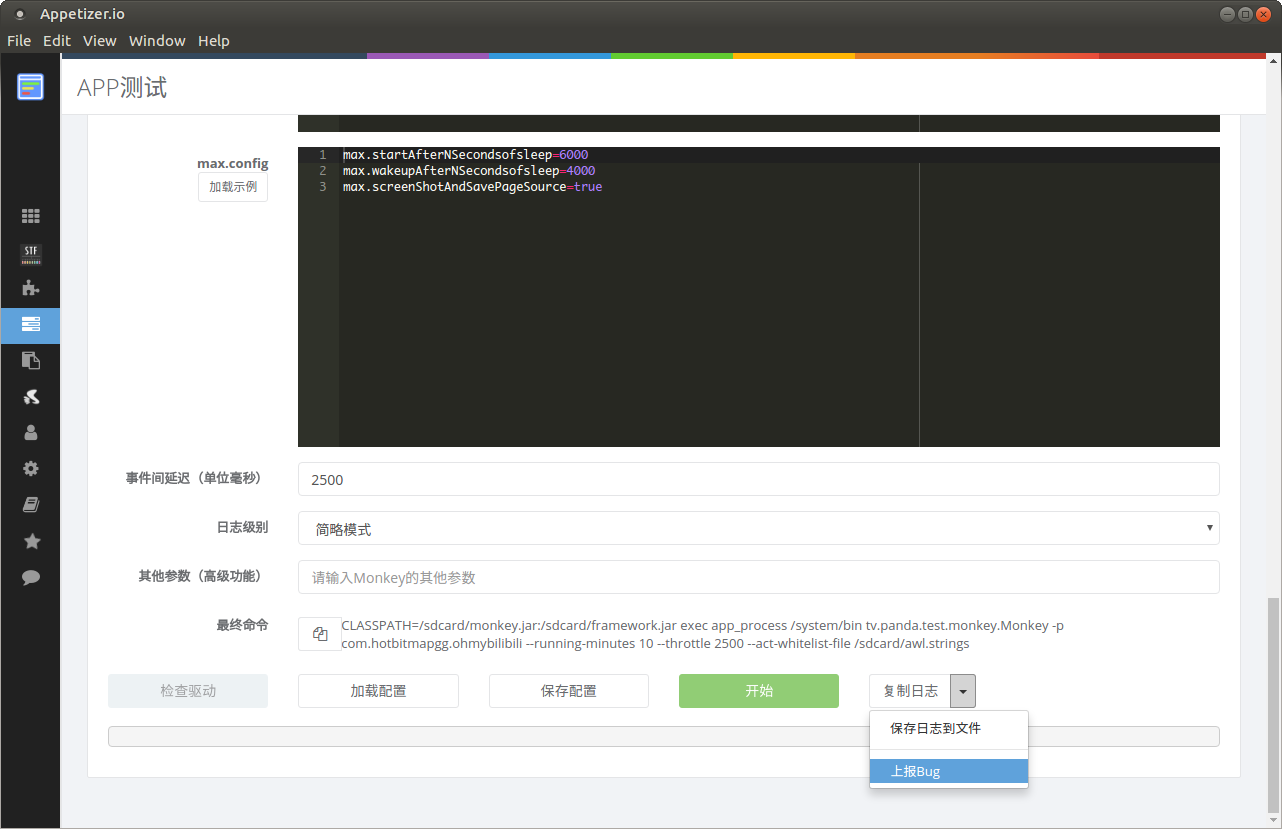 Appetizer.io
File Edit View Window Help
APP测试
STF
max.config
加载示例
1 max.startAfterNSecondsofsleep=6000
2 max.wakeupAfterNSecondsofsleep=4000
3 max.screenShotAndSavePageSource=true
事件间延迟（单位毫秒）
2500
日志级别
简略模式
其他参数（高级功能）
请输入Monkey的其他参数
最终命令
CLASSPATH=/sdcard/monkey.jar:/sdcard/framework.jar exec app_process /system/bin tv.panda.test.monkey.Monkey -p
com.hotbitmapgg.ohmybilibili --running-minutes 10 --throttle 2500 --act-whitelist-file /sdcard/awl.strings
检查驱动 加载配置 保存配置 开始 复制日志
保存日志到文件
上报Bug